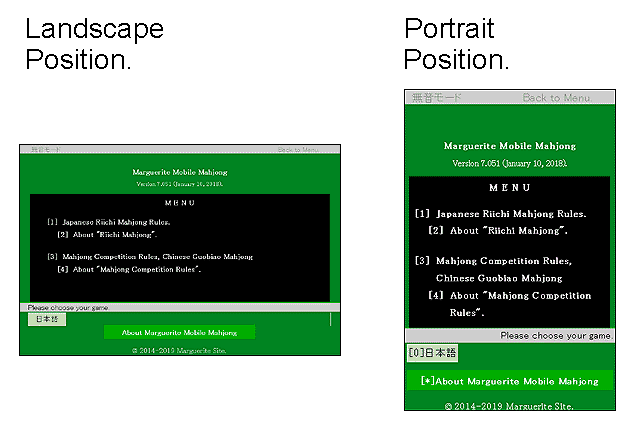 Landscape
Position.
無音モード Back to Menu
Marguerite Mobile Mahjong
Version 7.051 (January 10, 2018).
M E N U
[1] Japanese Riichi Mahjong Rules.
[2] About "Riichi Mahjong".
[3] Mahjong Competition Rules, Chinese Guobiao Mahjong
[4] About "Mahjong Competition Rules".
Please choose your game.
日本語
About Marguerite Mobile Mahjong
© 2014-2019 Marguerite Site.
Portrait
Position.
無音モード Back to Menu
Marguerite Mobile Mahjong
Version 7.051 (January 10, 2018).
M E N U
[1] Japanese Riichi Mahjong Rules.
[2] About "Riichi Mahjong".
[3] Mahjong Competition Rules,
Chinese Guobiao Mahjong
[4] About "Mahjong Competition
Rules".
Please choose your game.
[0]日本語
[*]About Marguerite Mobile Mahjong
© 2014-2019 Marguerite Site.